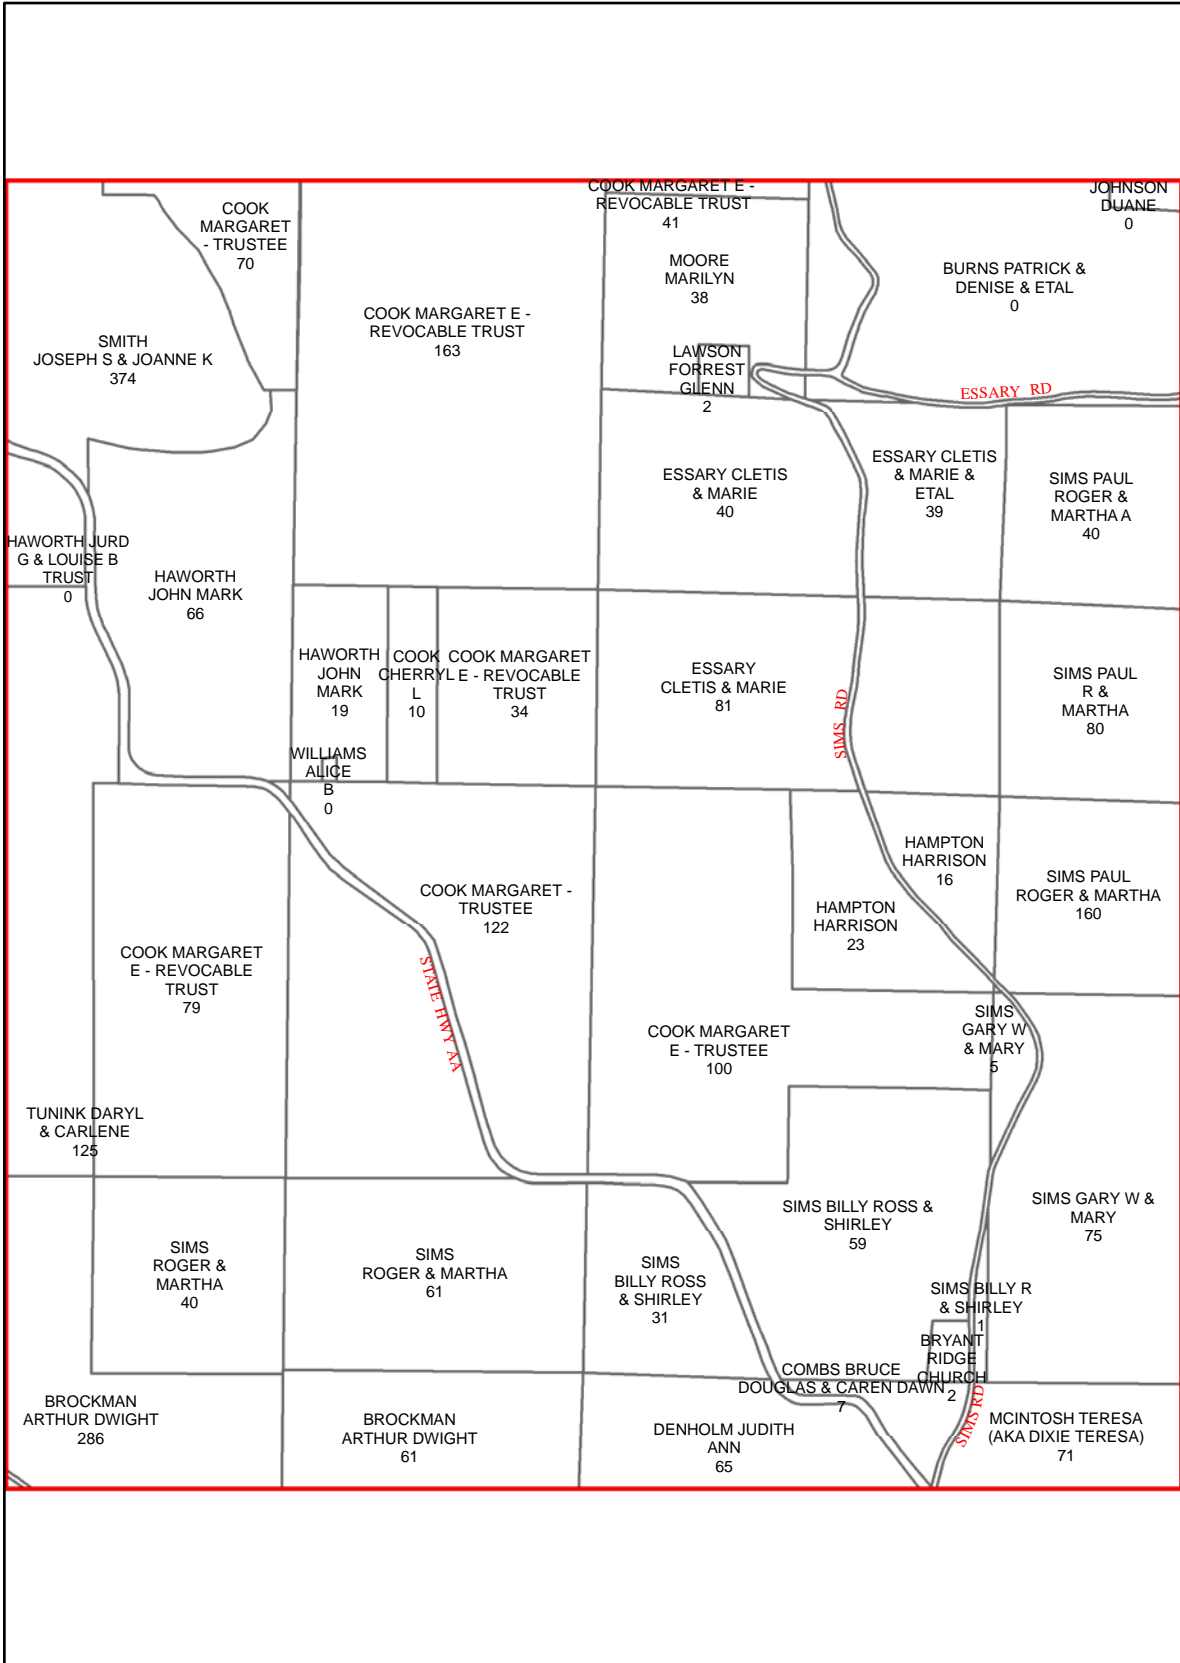 COOK
MARGARET
- TRUSTEE
70
COOK MARGARET E -
REVOCABLE TRUST
41
JOHNSON
DUANE
0
MOORE
MARILYN
38
BURNS PATRICK &
DENISE & ETAL
0
SMITH
JOSEPH S & JOANNE K
374
COOK MARGARET E -
REVOCABLE TRUST
163
LAWSON
FORREST
GLENN
2
ESSARY RD
ESSARY CLETIS
& MARIE
40
ESSARY CLETIS
& MARIE &
ETAL
39
SIMS PAUL
ROGER &
MARTHA A
40
HAWORTH JURD
G & LOUISE B
TRUST
0
HAWORTH
JOHN MARK
66
HAWORTH
JOHN
MARK
19
COOK
CHERRYL
L
10
COOK MARGARET
E - REVOCABLE
TRUST
34
ESSARY
CLETIS & MARIE
81
SIMS RD
SIMS PAUL
R &
MARTHA
80
WILLIAMS
ALICE
B
0
HAMPTON
HARRISON
16
COOK MARGARET -
TRUSTEE
122
HAMPTON
HARRISON
23
SIMS PAUL
ROGER & MARTHA
160
COOK MARGARET
E - REVOCABLE
TRUST
79
STATE HWY AA
COOK MARGARET
E - TRUSTEE
100
SIMS
GARY W
& MARY
5
TUNINK DARYL
& CARLENE
125
SIMS BILLY ROSS &
SHIRLEY
59
SIMS GARY W &
MARY
75
SIMS
ROGER &
MARTHA
40
SIMS
ROGER & MARTHA
61
SIMS
BILLY ROSS
& SHIRLEY
31
SIMS BILLY R
& SHIRLEY
1
BRYANT
RIDGE
CHURCH
2
COMBS BRUCE
DOUGLAS & CAREN DAWN
7
SIMS RD
BROCKMAN
ARTHUR DWIGHT
286
BROCKMAN
ARTHUR DWIGHT
61
DENHOLM JUDITH
ANN
65
MCINTOSH TERESA
(AKA DIXIE TERESA)
71